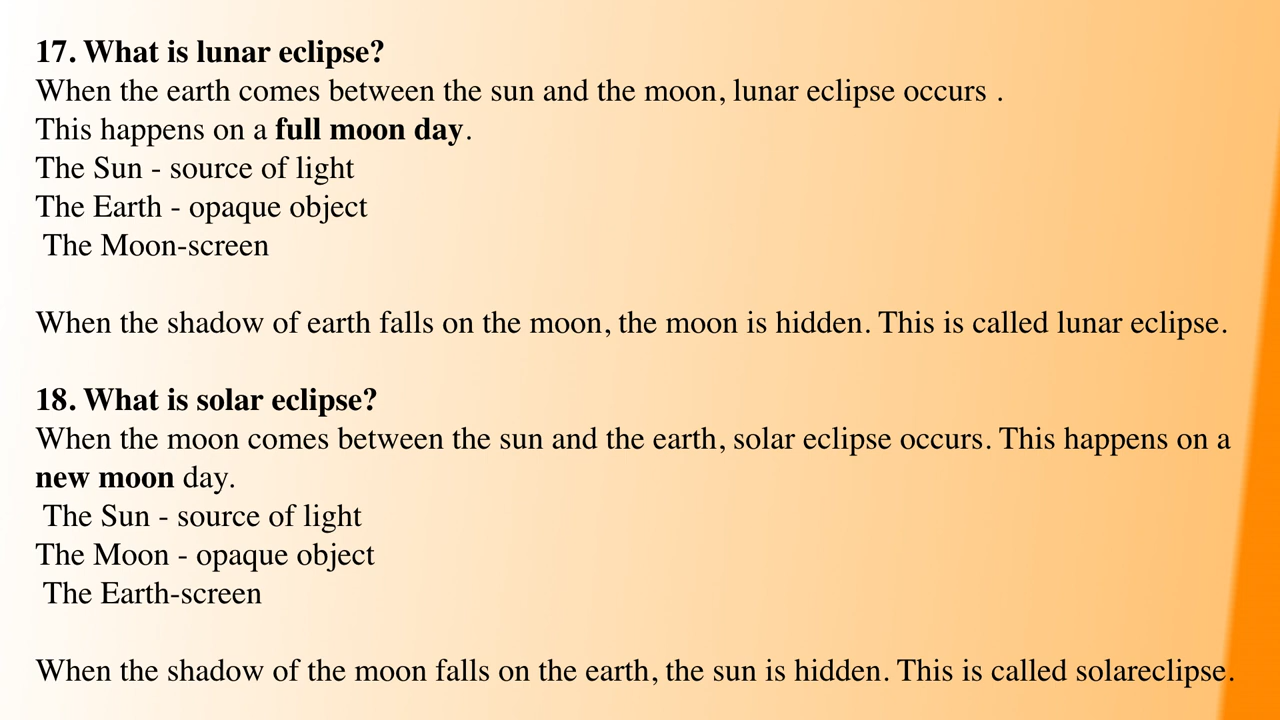 17. What is lunar eclipse?
When the earth comes between the sun and the moon, lunar eclipse occurs .
This happens on a full moon day.
The Sun - source of light
The Earth - opaque object
The Moon-screen
When the shadow of earth falls on the moon, the moon is hidden. This is called lunar eclipse.
18. What is solar eclipse?
When the moon comes between the sun and the earth, solar eclipse occurs. This happens on a
new moon day.
The Sun - source of light
The Moon - opaque object
The Earth-screen
When the shadow of the moon falls on the earth, the sun is hidden. This is called solareclipse.